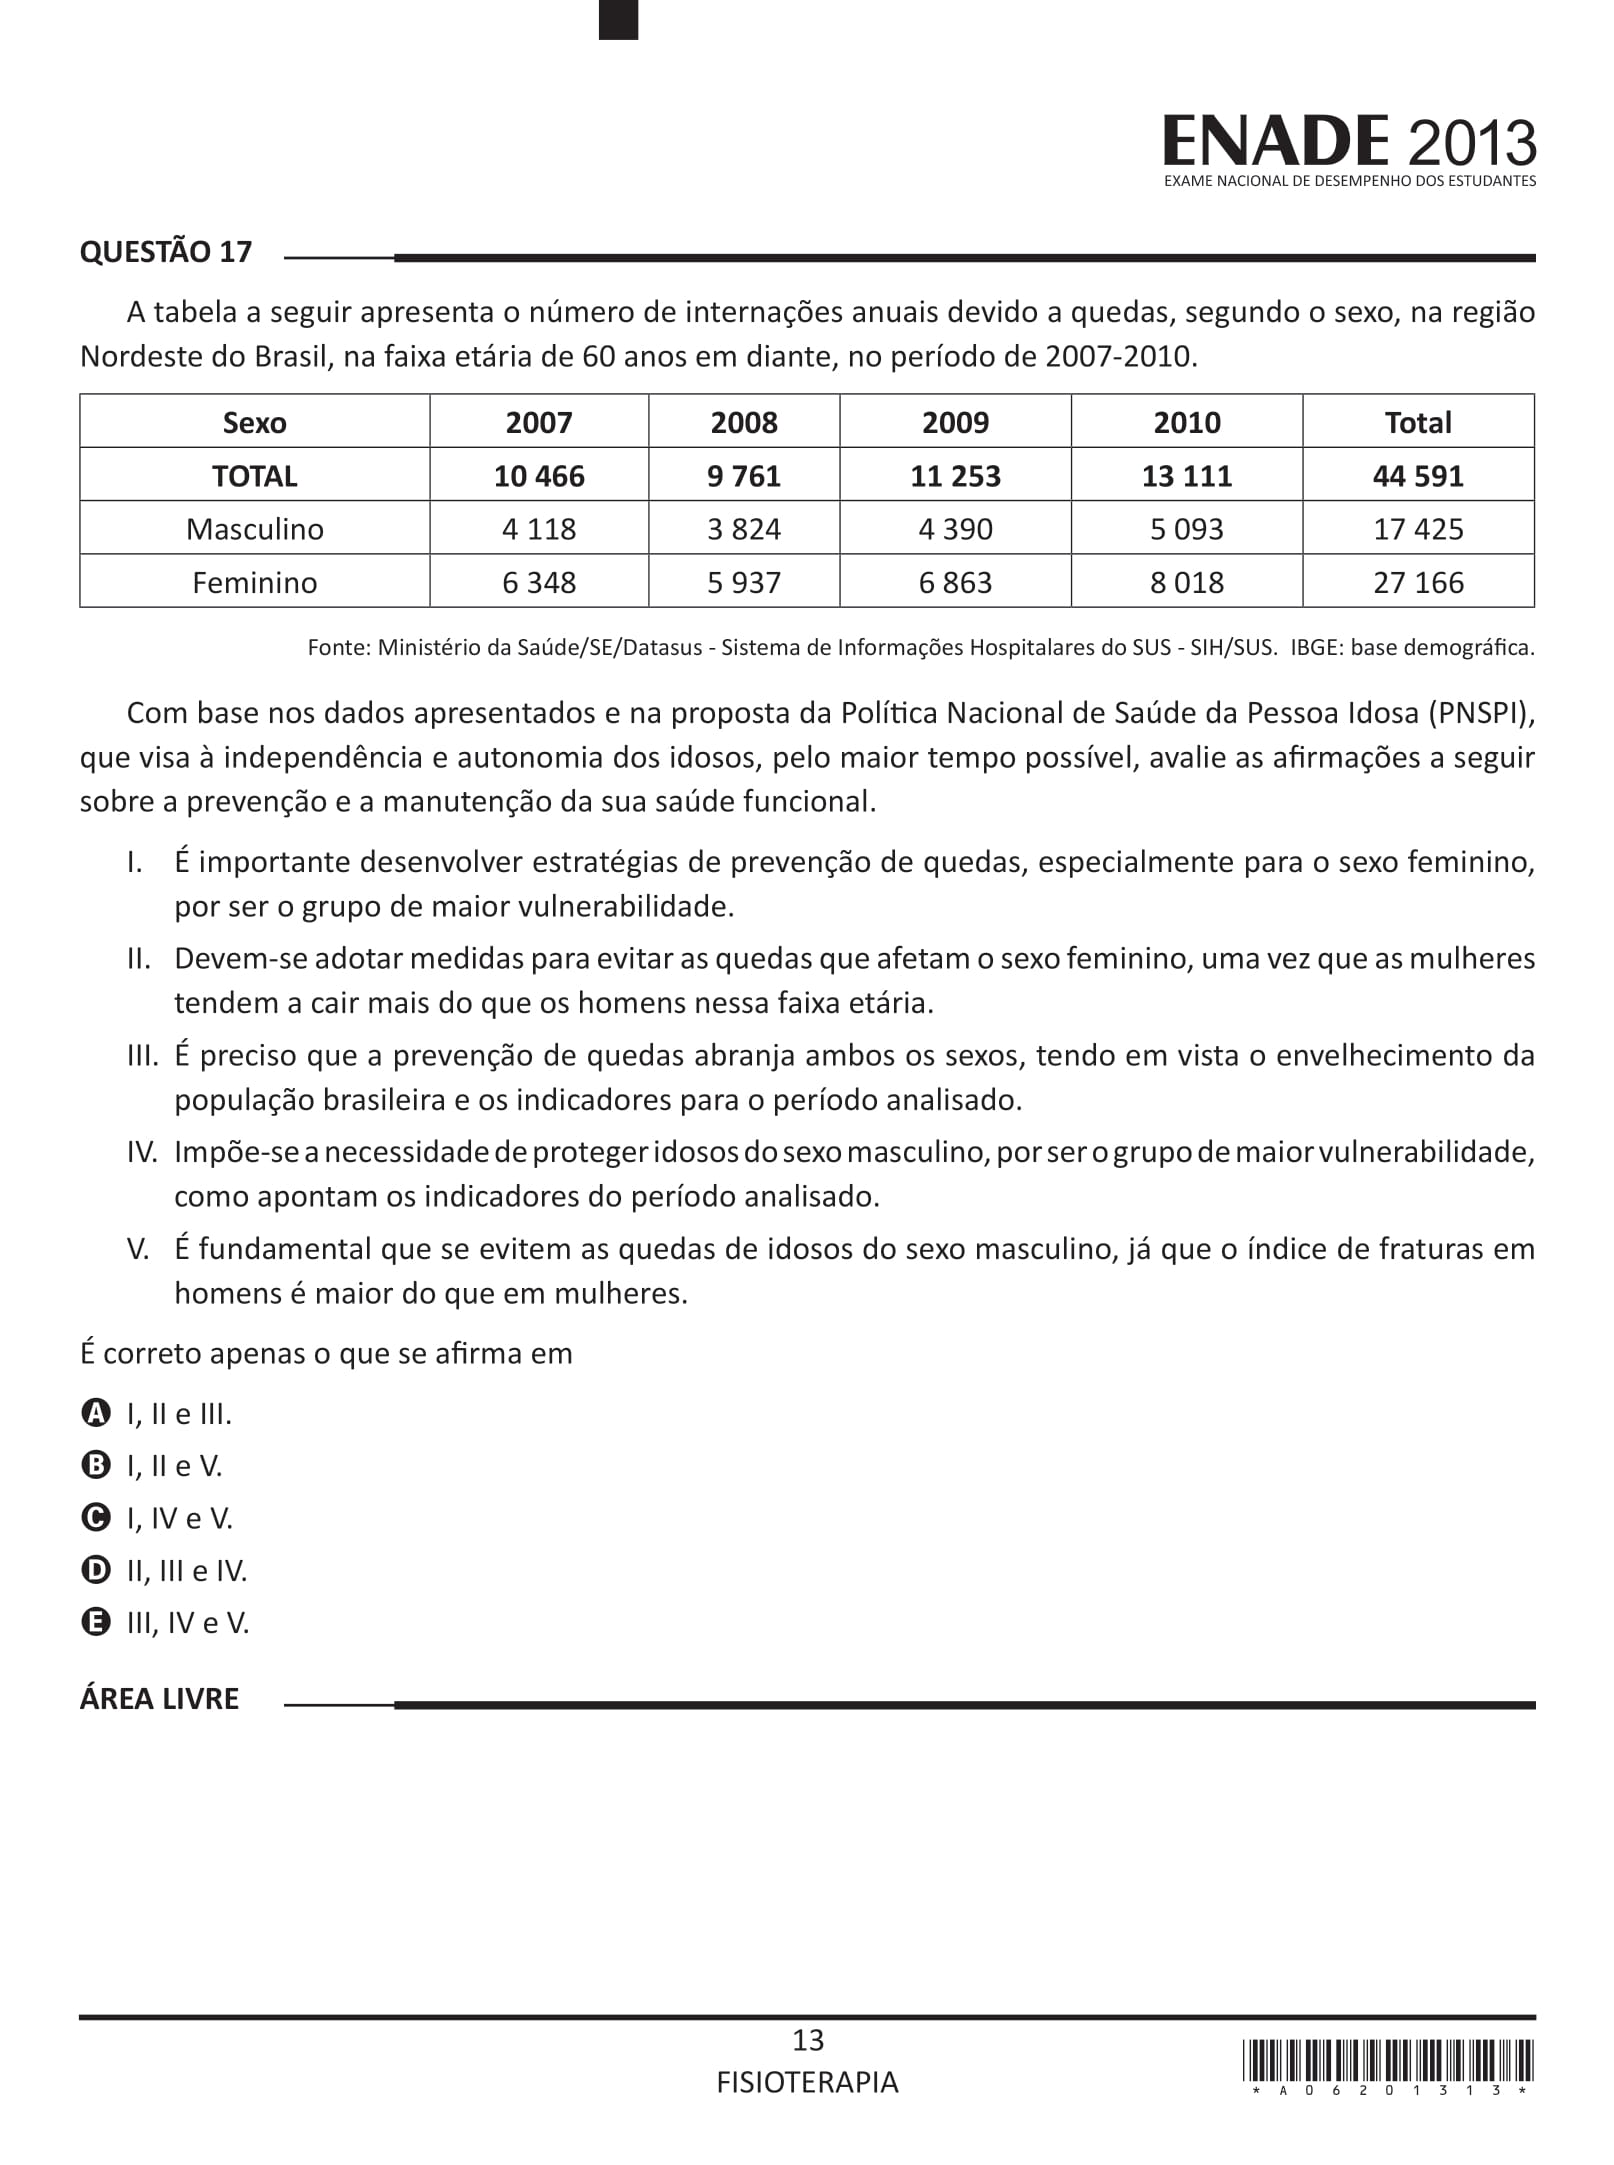 ENADE 2013
EXAME NACIONAL DE DESEMPENHO DOS ESTUDANTES
QUESTÃO 17
A tabela a seguir apresenta o número de internações anuais devido a quedas, segundo o sexo, na região
Nordeste do Brasil, na faixa etária de 60 anos em diante, no período de 2007-2010.
Sexo 2007 2008 2009 2010 Total
TOTAL 10 466 9 761 11 253 13 111 44 591
Masculino 4 118 3 824 4 390 5 093 17 425
Feminino 6 348 5 937 6 863 8 018 27 166
Fonte: Ministério da Saúde/SE/Datasus - Sistema de Informações Hospitalares do SUS - SIH/SUS. IBGE: base demográfica.
Com base nos dados apresentados e na proposta da Política Nacional de Saúde da Pessoa Idosa (PNSPI),
que visa à independência e autonomia dos idosos, pelo maior tempo possível, avalie as afirmações a seguir
sobre a prevenção e a manutenção da sua saúde funcional.
I. É importante desenvolver estratégias de prevenção de quedas, especialmente para o sexo feminino,
por ser o grupo de maior vulnerabilidade.
II. Devem-se adotar medidas para evitar as quedas que afetam o sexo feminino, uma vez que as mulheres
tendem a cair mais do que os homens nessa faixa etária.
III. É preciso que a prevenção de quedas abranja ambos os sexos, tendo em vista o envelhecimento da
população brasileira e os indicadores para o período analisado.
IV. Impõe-se a necessidade de proteger idosos do sexo masculino, por ser o grupo de maior vulnerabilidade,
como apontam os indicadores do período analisado.
V. É fundamental que se evitem as quedas de idosos do sexo masculino, já que o índice de fraturas em
homens é maior do que em mulheres.
É correto apenas o que se afirma em
A I, II e III.
B I, II e V.
C I, IV e V.
D II, III e IV.
E III, IV e V.
ÁREA LIVRE
13
FISIOTERAPIA
*A06201313*